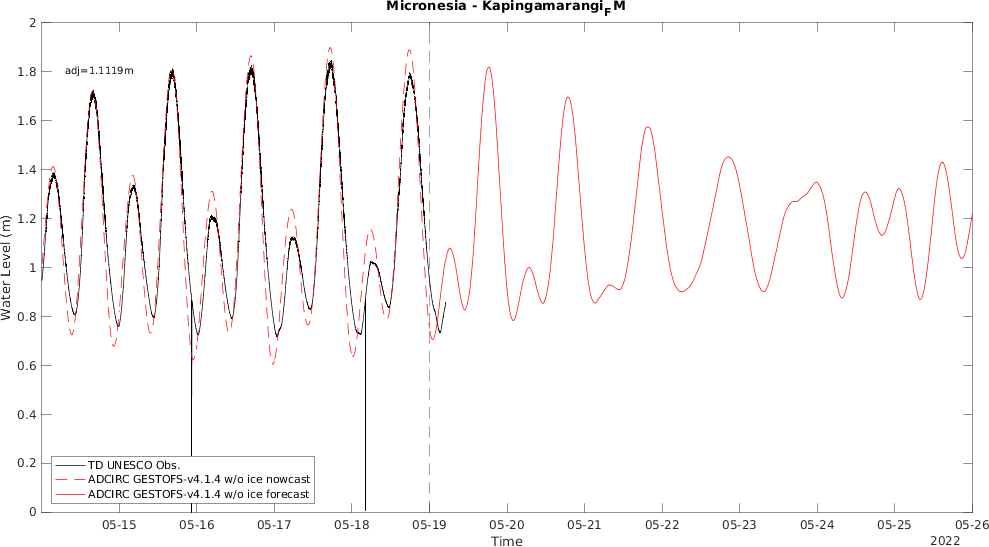 Micronesia - Kapingamarangi_FM
2
1.8
1.6
1.4
1.2
1
0.8
0.6
0.4
0.2
0
Water Level (m)
adj=1.1119m
TD UNESCO Obs.
ADCIRC GESTOFS-v4.1.4 w/o ice nowcast
ADCIRC GESTOFS-v4.1.4 w/o ice forecast
05-15 05-16 05-17 05-18 05-19 05-20 05-21 05-22 05-23 05-24 05-25 05-26
Time
2022